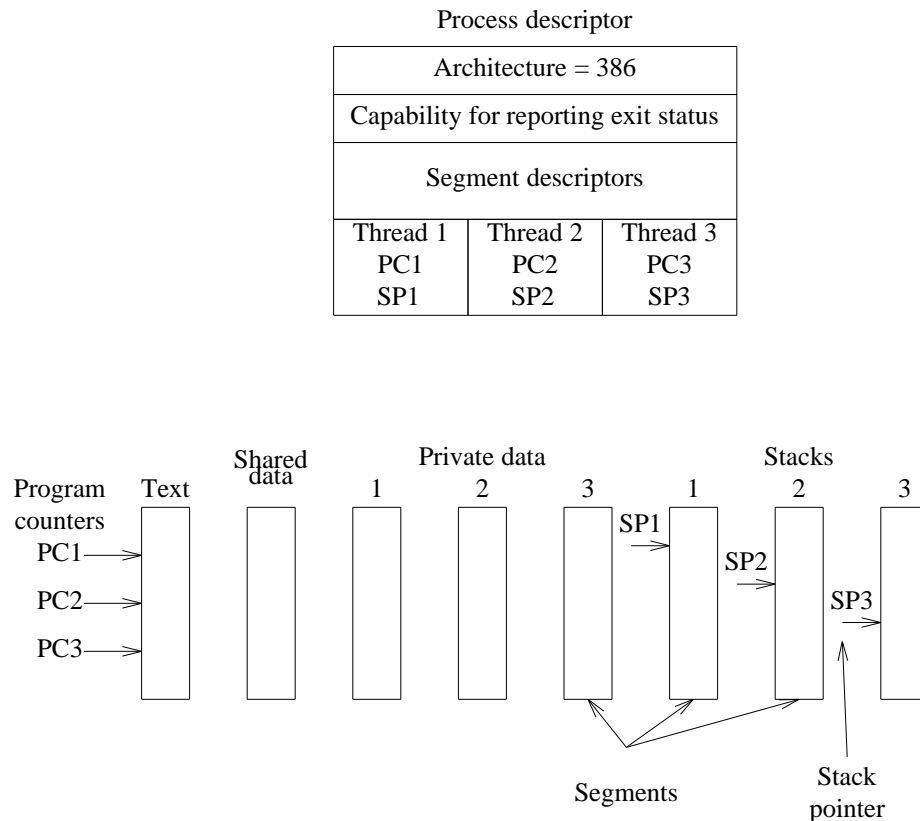 Process descriptor
Architecture = 386
Capability for reporting exit status
Segment descriptors
Thread 1 Thread 2 Thread 3
PC1 PC2 PC3
SP1 SP2 SP3
Shared
data
Private data
Stacks
Program
counters
Text
1 2 3 1 2 3
PC1
PC2
PC3
SP1
SP2
SP3
Segments
Stack
pointer